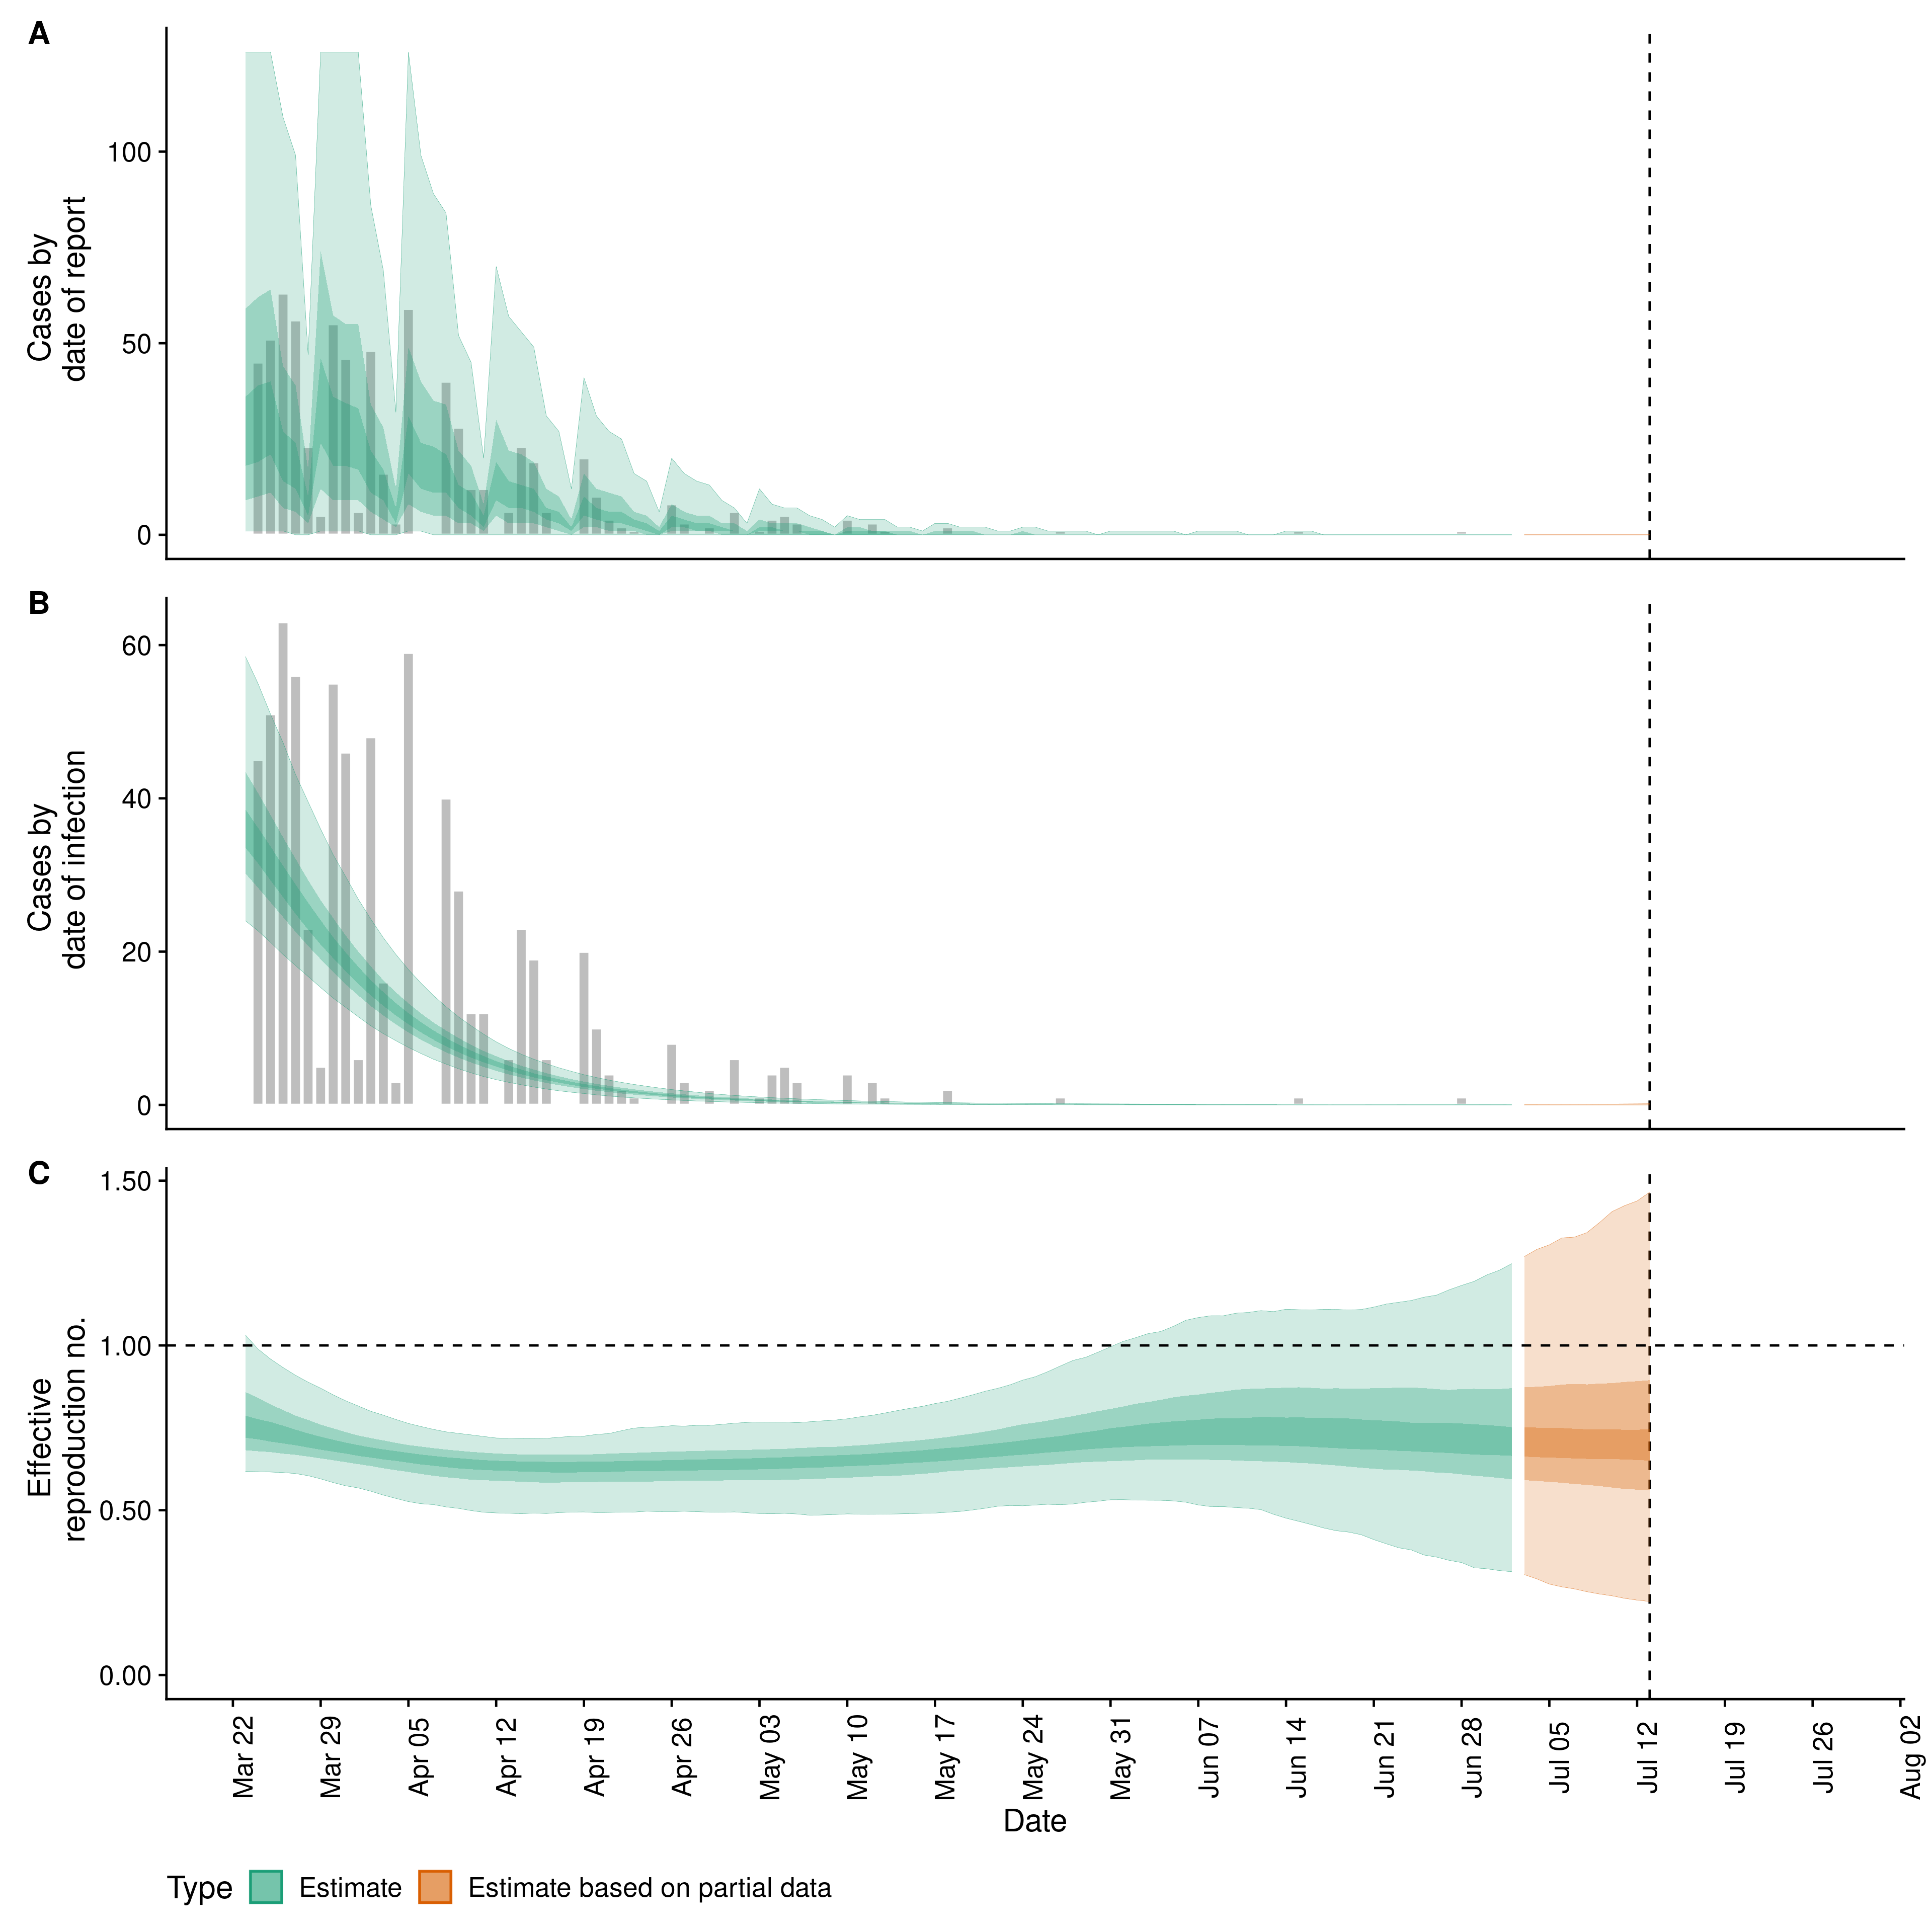 A
Cases by
date of report
100
50
0
B
Cases by
date of infection
60
40
20
0
C
Effective
reproduction no.
1.50
1.00
0.50
0.00
Mar 22
Mar 29
Apr 05
Apr 12
Apr 19
Apr 26
May 03
May 10
May 17
May 24
May 31
Jun 07
Jun 14
Jun 21
Jun 28
Jul 05
Jul 12
Jul 19
Jul 26
Aug 02
Date
Type Estimate Estimate based on partial data